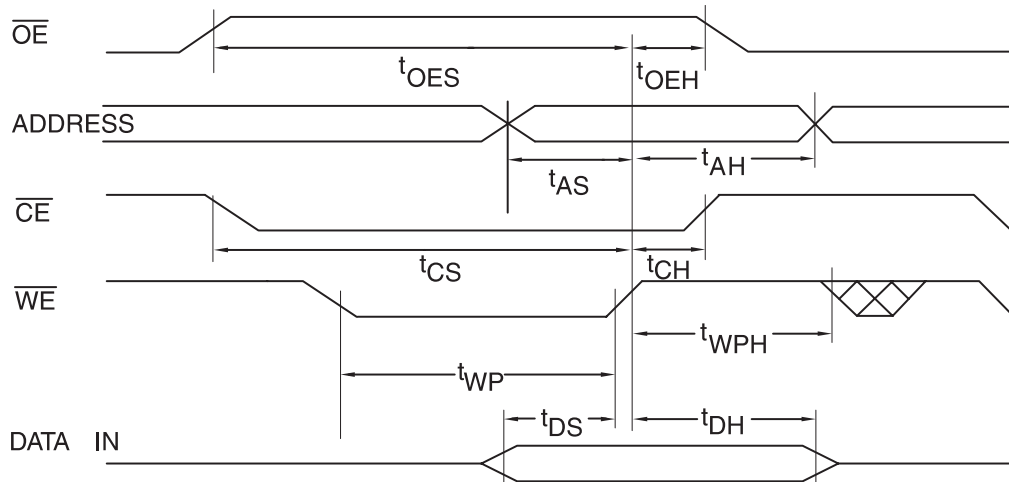 OE
tOES
tOEH
ADDRESS
tAS
tAH
CE
tCS
tCH
WE
tWPH
tWP
tDS
tDH
DATA IN